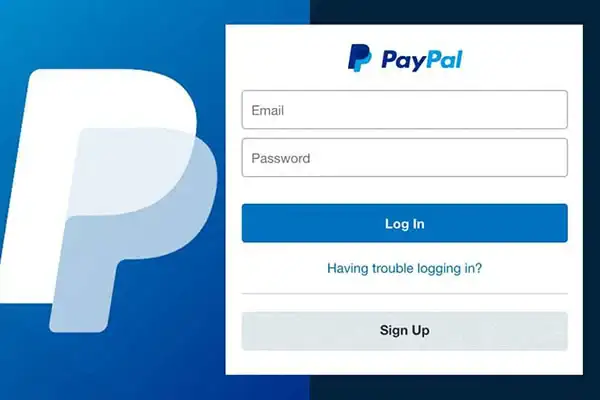 PayPal
Email
Password
Log In
Having trouble logging in?
Sign Up